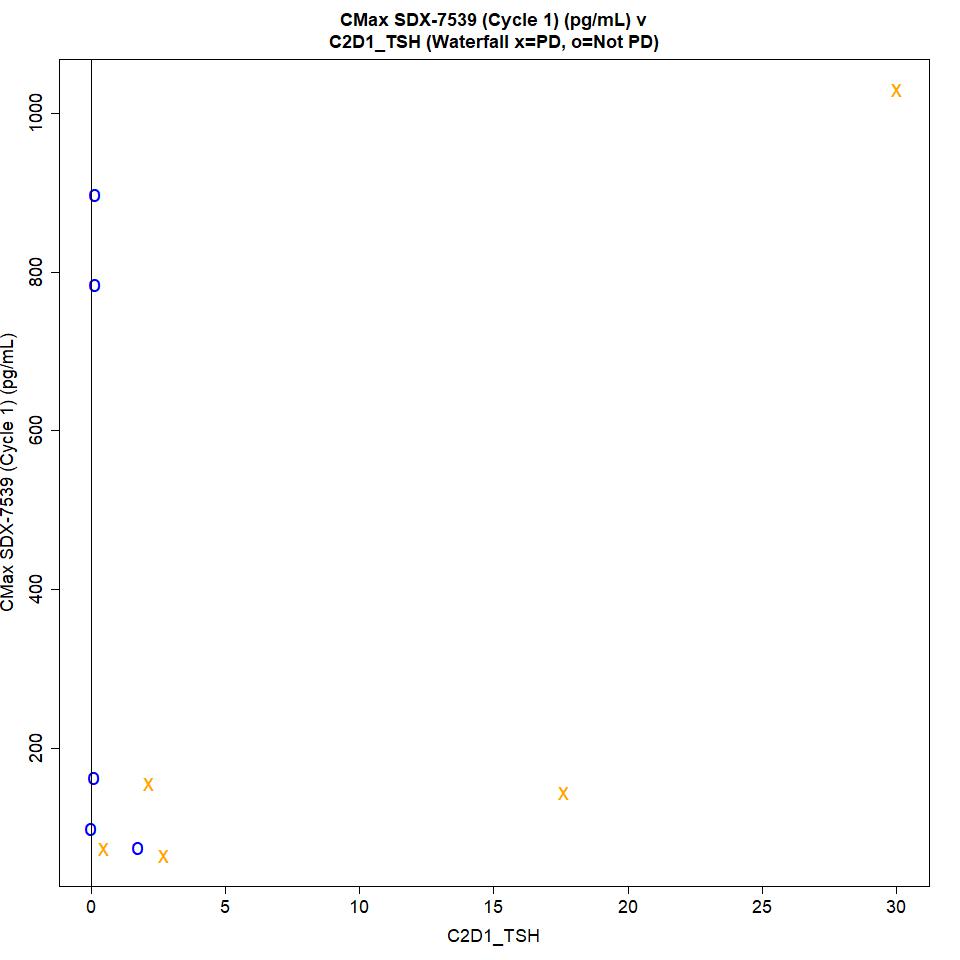 CMax SDX-7539 (Cycle 1) (pg/mL) v
C2D1_TSH (Waterfall x=PD, o=Not PD)
CMax SDX-7539 (Cycle 1) (pg/mL)
1000
800
600
400
200
X
O
O
O
X
X
O
X
O
X
0 5 10 15 20 25 30
C2D1_TSH